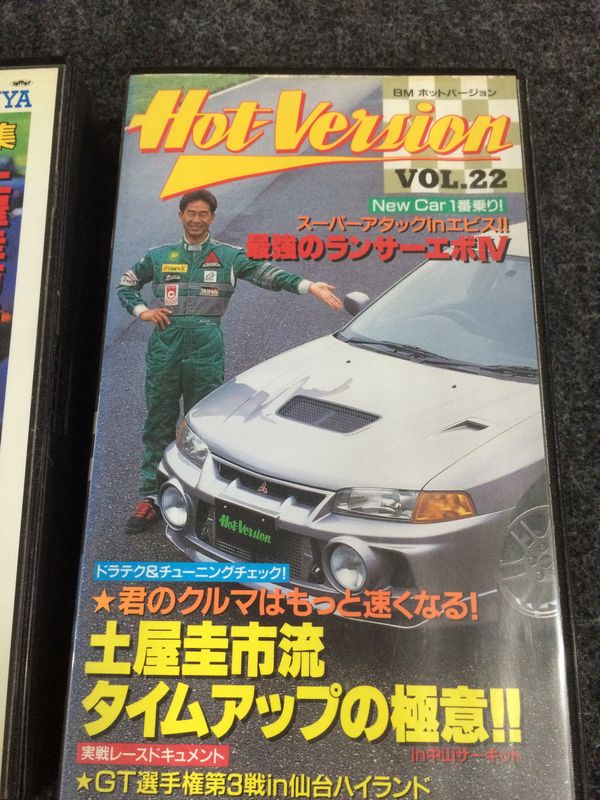 YA
集
Hot-Version
BM ホットバージョン
VOL.22
New Car 1番乗り!
スーパーアタックinエビス!!
最強のランサーエボⅣ
Hot-Version
ドラテク&チューニングチェック!
★君のクルマはもっと速くなる!
土屋圭市流
タイムアップの極意!!
in中山サーキット
実戦レースドキュメント
★GT選手権第3戦in仙台ハイランド